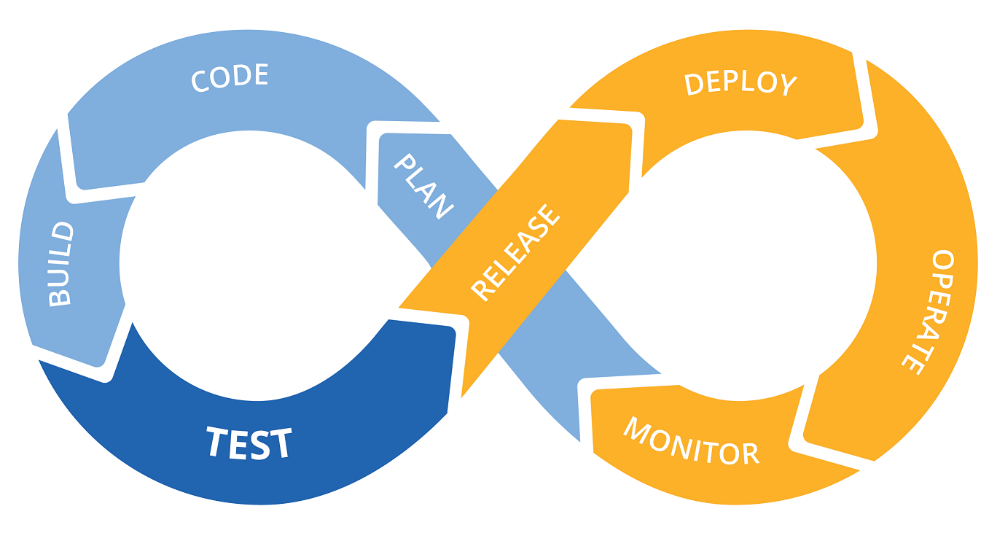 PLAN
CODE
BUILD
TEST
RELEASE
DEPLOY
OPERATE
MONITOR